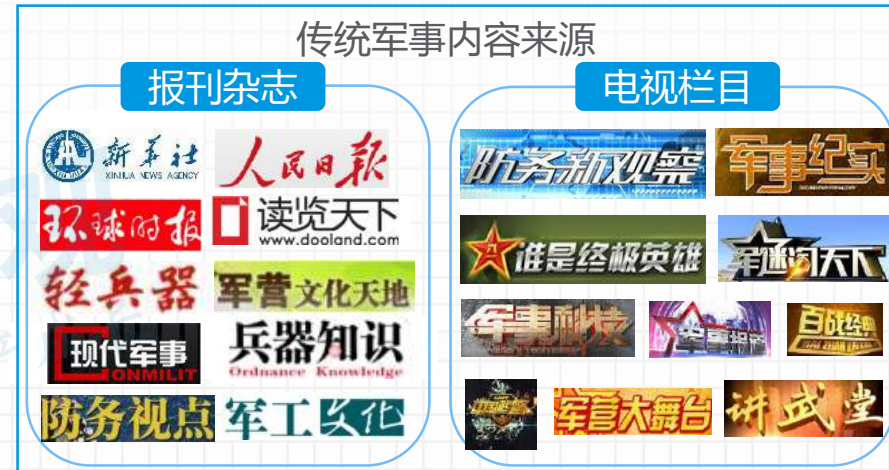 传统军事内容来源
报刊杂志
电视栏目
新华社
XINHUA NEWS AGENCY
人民日报
环球时报
读览天下
www.dooland.com
轻兵器
军营文化天地
现代军事
CONMILIT
兵器知识
Ordnance Knowledge
防务视点
军工文化
防务新观察
军事纪实
谁是终极英雄
军迷淘天下
军事科技
军事报道
百战经典
军营大舞台
讲武堂